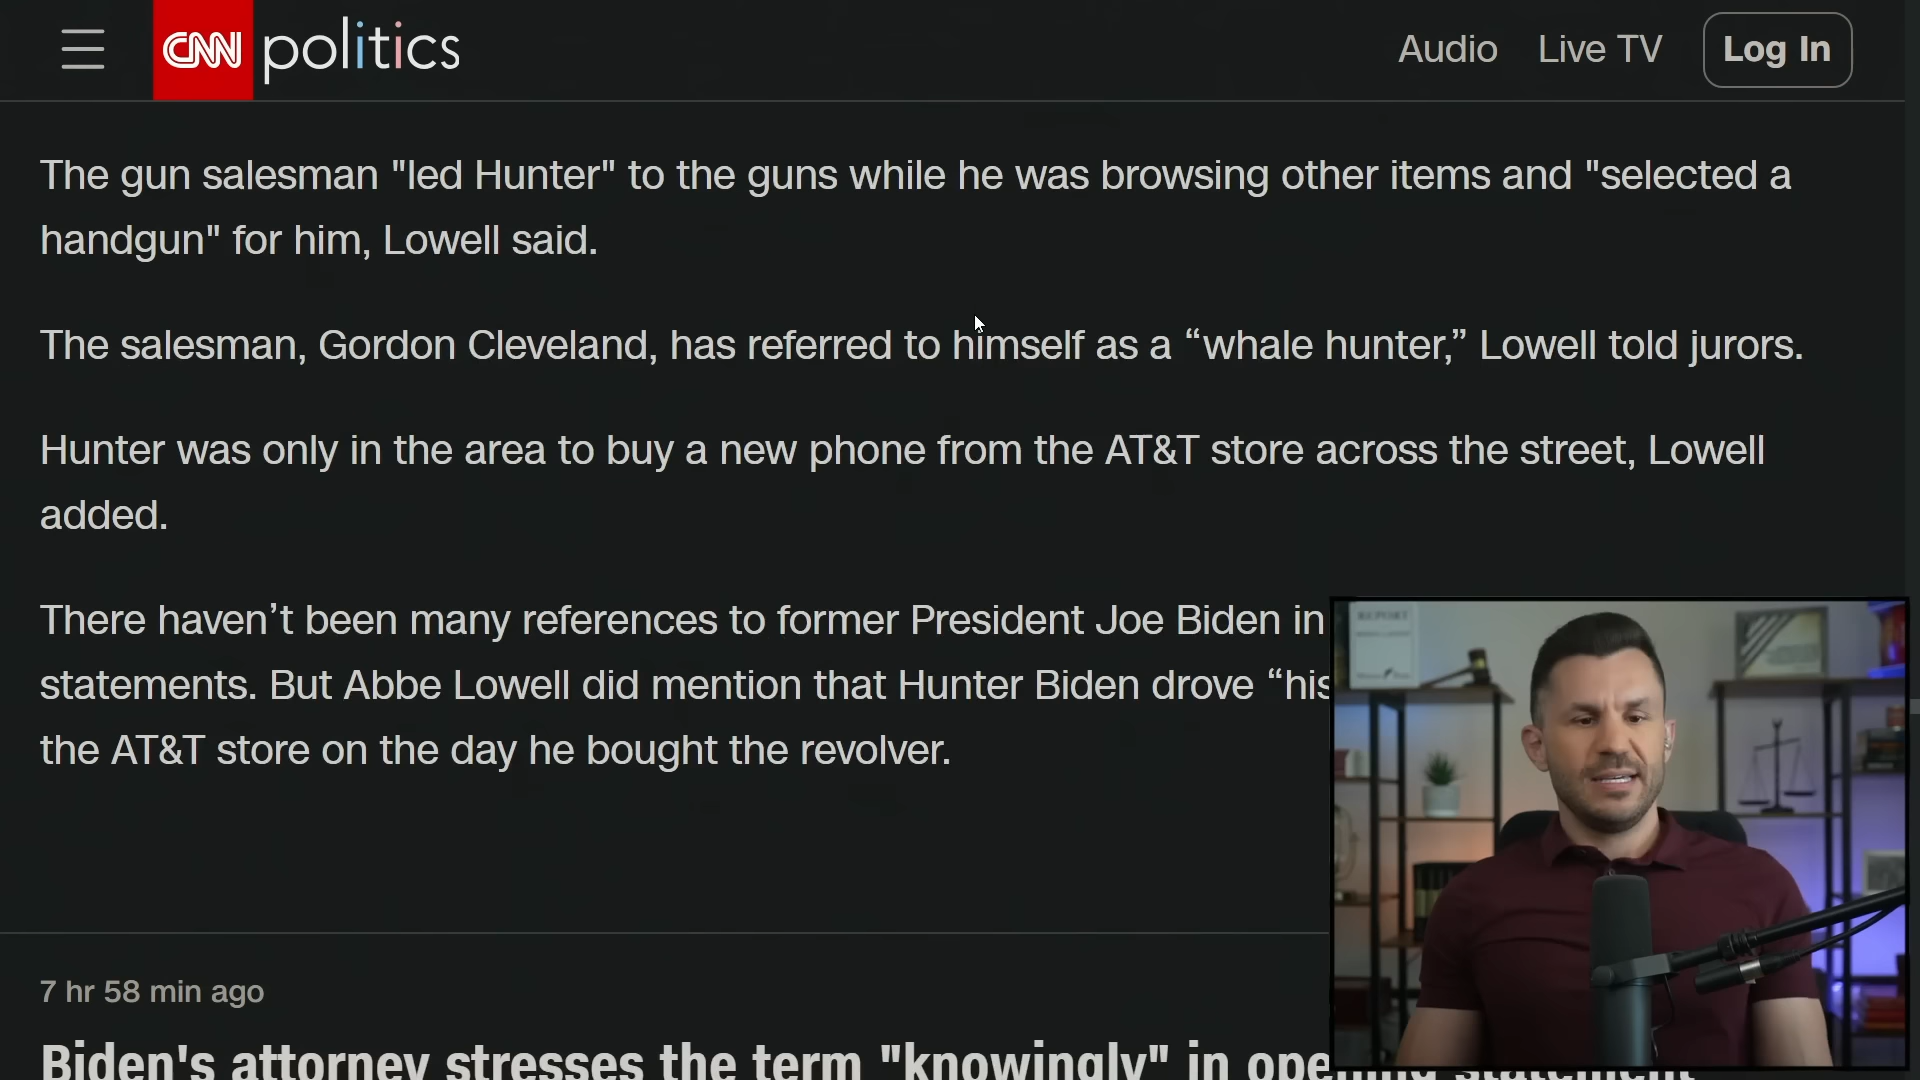 CNN politics
Audio Live TV Log In
The gun salesman "led Hunter" to the guns while he was browsing other items and "selected a
handgun" for him, Lowell said.
The salesman, Gordon Cleveland, has referred to himself as a “whale hunter,” Lowell told jurors.
Hunter was only in the area to buy a new phone from the AT&T store across the street, Lowell
added.
There haven’t been many references to former President Joe Biden in
statements. But Abbe Lowell did mention that Hunter Biden drove “his
the AT&T store on the day he bought the revolver.
7 hr 58 min ago
Biden's attorney stresses the term "knowingly" in opening statement
REPORT